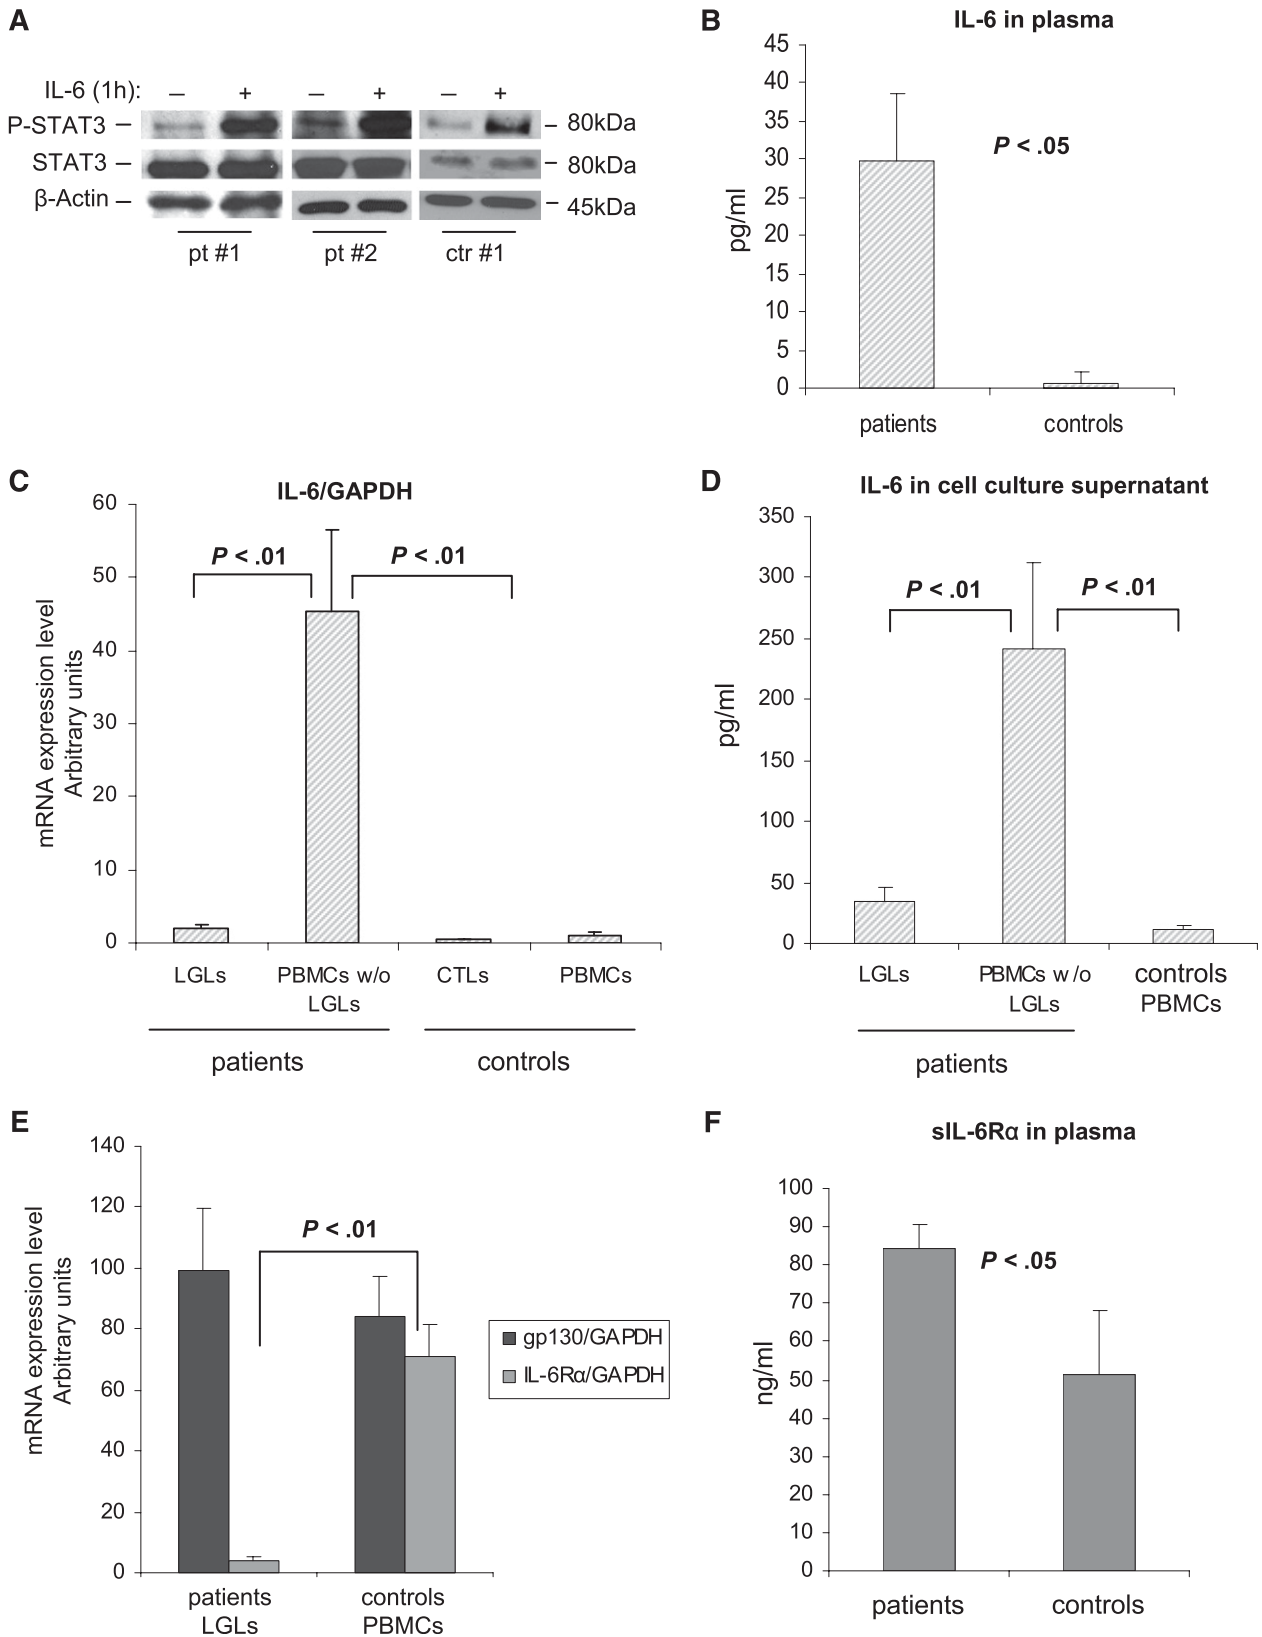 A
IL-6 (1h): – + – + – +
P-STAT3 – – 80kDa
STAT3 – – 80kDa
β-Actin – – 45kDa
pt #1 pt #2 ctr #1
B
IL-6 in plasma
45
40
35
30
25
20
15
10
5
0
pg/ml
P < .05
patients controls
C
IL-6/GAPDH
60
50
40
30
20
10
0
mRNA expression level
Arbitrary units
P < .01 P < .01
LGLs PBMCs w/o CTLs PBMCs
LGLs
patients controls
D
IL-6 in cell culture supernatant
350
300
250
200
150
100
50
0
pg/ml
P < .01 P < .01
LGLs PBMCs w/o controls
LGLs PBMCs
patients
E
140
120
100
80
60
40
20
0
mRNA expression level
Arbitrary units
P < .01
gp130/GAPDH
IL-6Rα/GAPDH
patients controls
LGLs PBMCs
F
sIL-6Rα in plasma
100
90
80
70
60
50
40
30
20
10
0
ng/ml
P < .05
patients controls